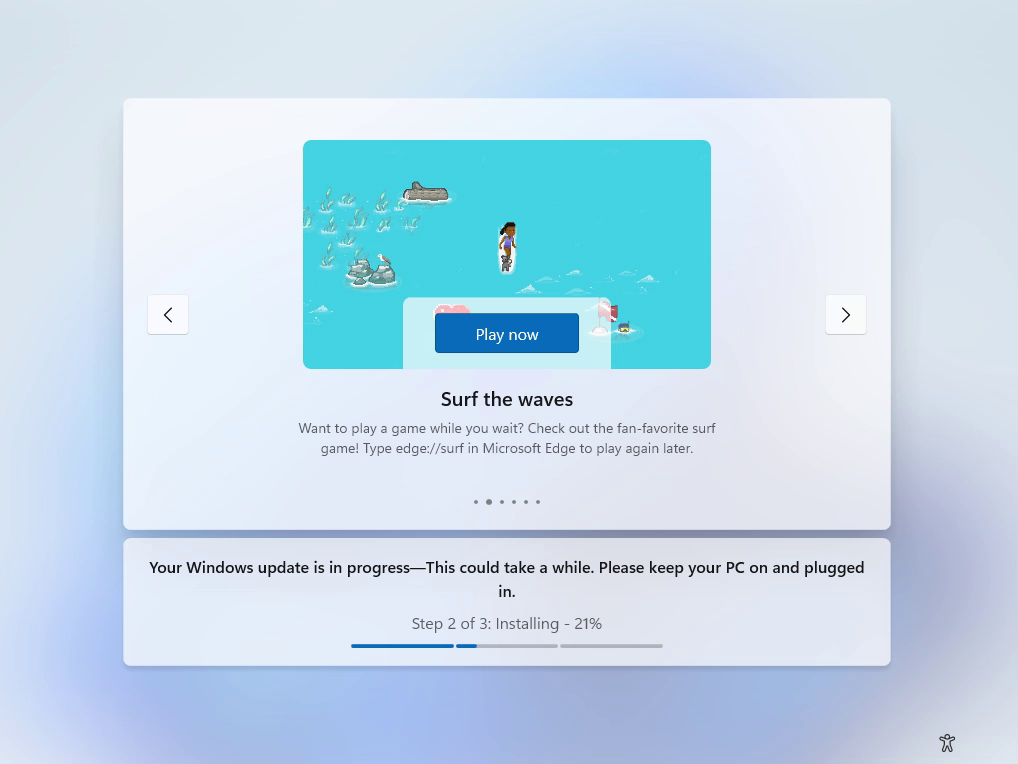 Play now
Surf the waves
Want to play a game while you wait? Check out the fan-favorite surf
game! Type edge://surf in Microsoft Edge to play again later.
Your Windows update is in progress—This could take a while. Please keep your PC on and plugged
in.
Step 2 of 3: Installing - 21%